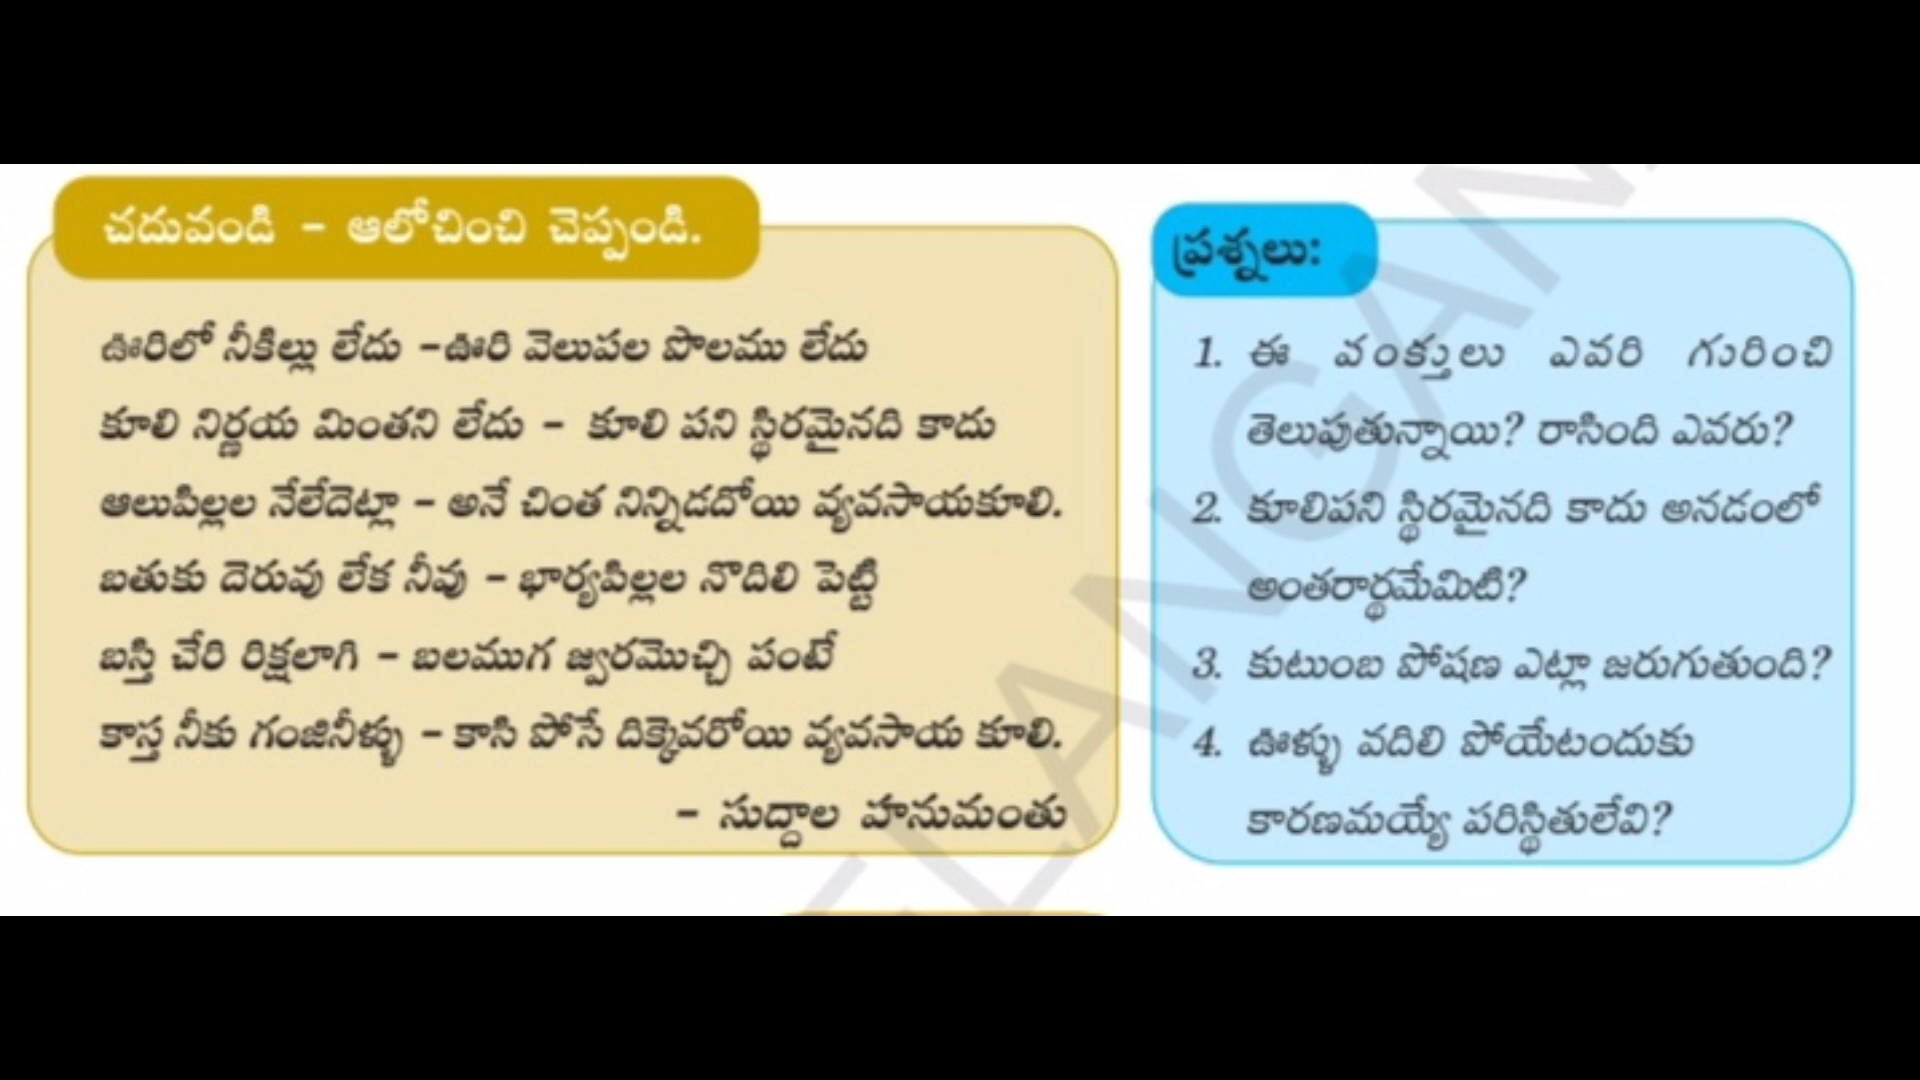 చదువండి - ఆలోచించి చెప్పండి.
ఊరిలో నీకిల్లు లేదు -ఊరి వెలుపల పొలము లేదు
కూలి నిర్ణయ మింతని లేదు - కూలి పని స్థిరమైనది కాదు
ఆలుపిల్లల నేలేదెట్లా - అనే చింత నిన్నిడదోయి వ్యవసాయకూలి.
బతుకు దెరువు లేక నీవు - భార్యపిల్లల నొదిలి పెట్టి
బస్తి చేరి రిక్షలాగి - బలముగ జ్వరమొచ్చి పంటే
కాస్త నీకు గంజినీళ్ళు - కాసి పోసే దిక్కెవరోయి వ్యవసాయ కూలి.
- సుద్దాల హనుమంతు
ప్రశ్నలు:
1. ఈ వంక్తులు ఎవరి గురించి
తెలుపుతున్నాయి? రాసింది ఎవరు?
2. కూలిపని స్థిరమైనది కాదు అనడంలో
అంతరార్థమేమిటి?
3. కుటుంబ పోషణ ఎట్లా జరుగుతుంది?
4. ఊళ్ళు వదిలి పోయేటందుకు
కారణమయ్యే పరిస్థితులేవి?